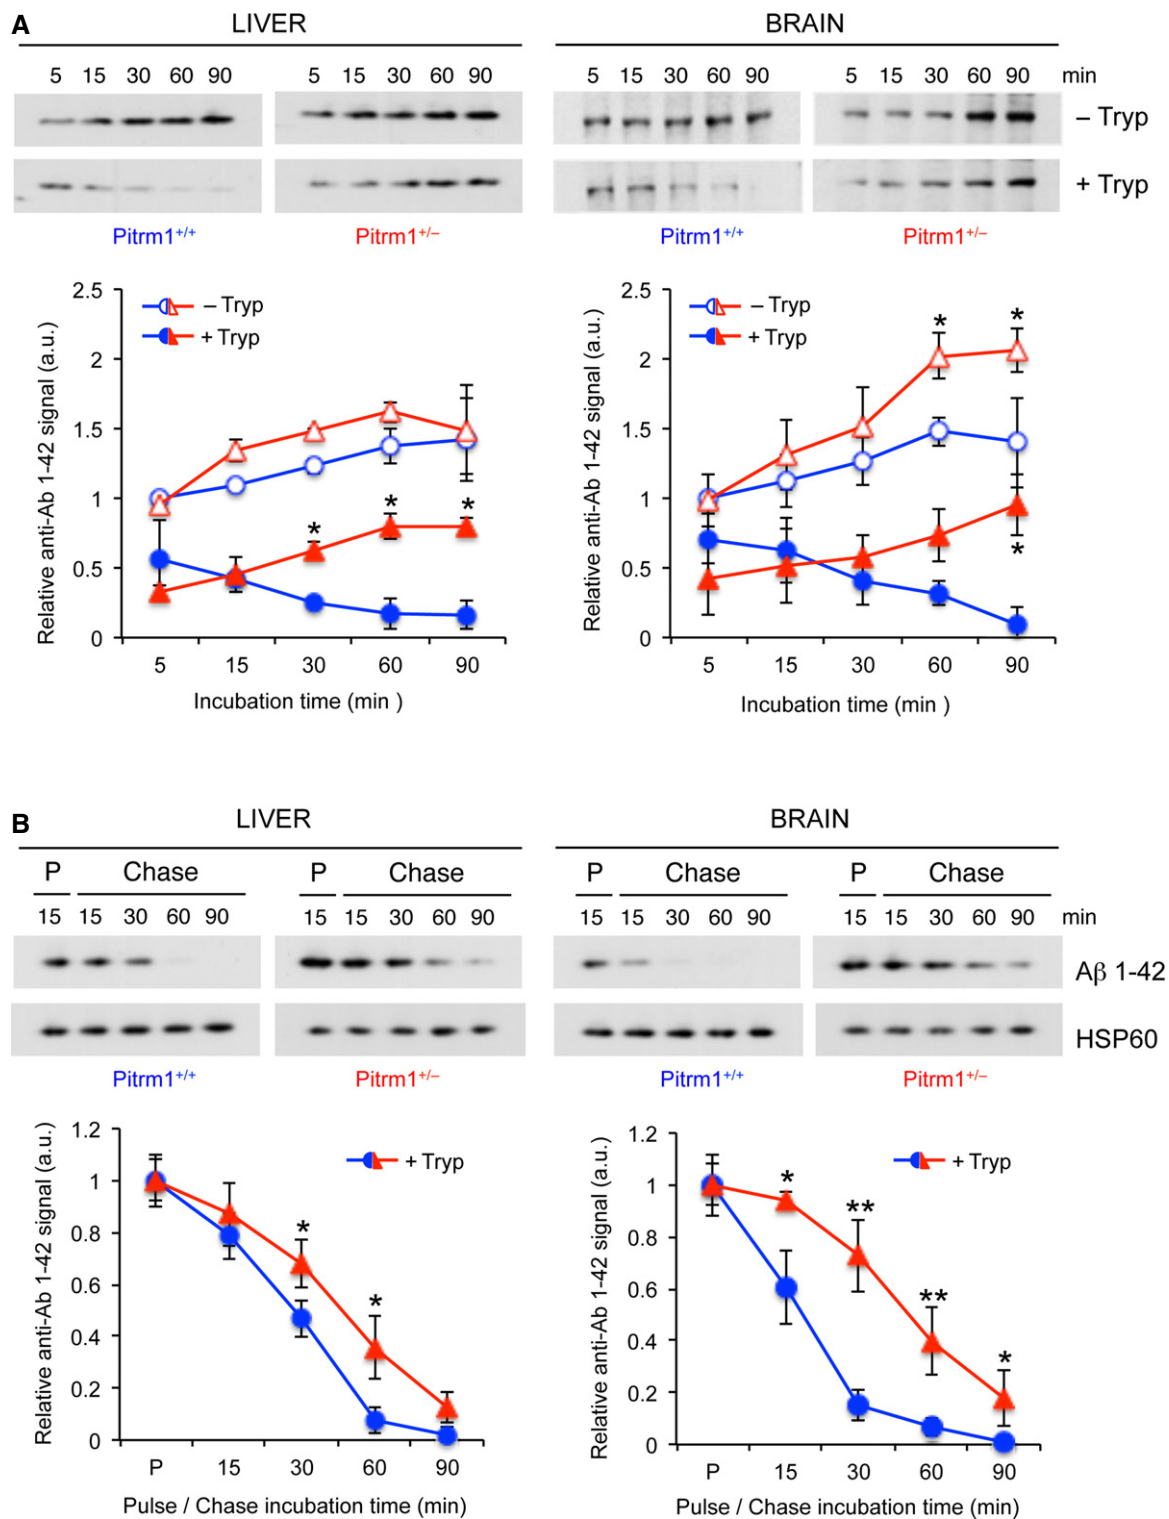 A
LIVER
BRAIN
5 15 30 60 90 5 15 30 60 90 5 15 30 60 90 5 15 30 60 90 min
– Tryp
+ Tryp
Pitrm1+/+ Pitrm1+/– Pitrm1+/+ Pitrm1+/–
Relative anti-Ab 1-42 signal (a.u.)
2.5
2
1.5
1
0.5
0
– Tryp
+ Tryp
*
*
*
5 15 30 60 90
Incubation time (min )
Relative anti-Ab 1-42 signal (a.u.)
2.5
2
1.5
1
0.5
0
– Tryp
+ Tryp
*
*
*
5 15 30 60 90
Incubation time (min )
B
LIVER
BRAIN
P Chase P Chase P Chase P Chase
15 15 30 60 90 15 15 30 60 90 15 15 30 60 90 15 15 30 60 90 min
Aβ 1-42
HSP60
Pitrm1+/+ Pitrm1+/– Pitrm1+/+ Pitrm1+/–
Relative anti-Ab 1-42 signal (a.u.)
1.2
1
0.8
0.6
0.4
0.2
0
+ Tryp
*
*
P 15 30 60 90
Pulse / Chase incubation time (min)
Relative anti-Ab 1-42 signal (a.u.)
1.2
1
0.8
0.6
0.4
0.2
0
+ Tryp
*
**
**
*
P 15 30 60 90
Pulse / Chase incubation time (min)